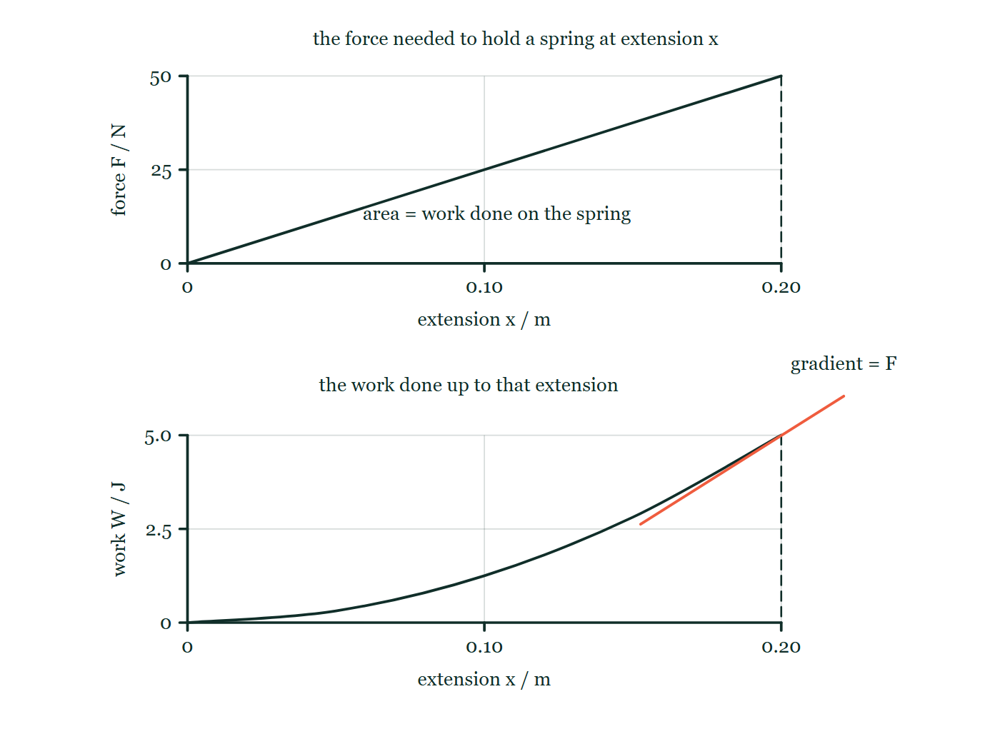 the force needed to hold a spring at extension x
50
25
0
force F / N
area = work done on the spring
0
0.10
0.20
extension x / m
gradient = F
the work done up to that extension
5.0
2.5
0
work W / J
0
0.10
0.20
extension x / m